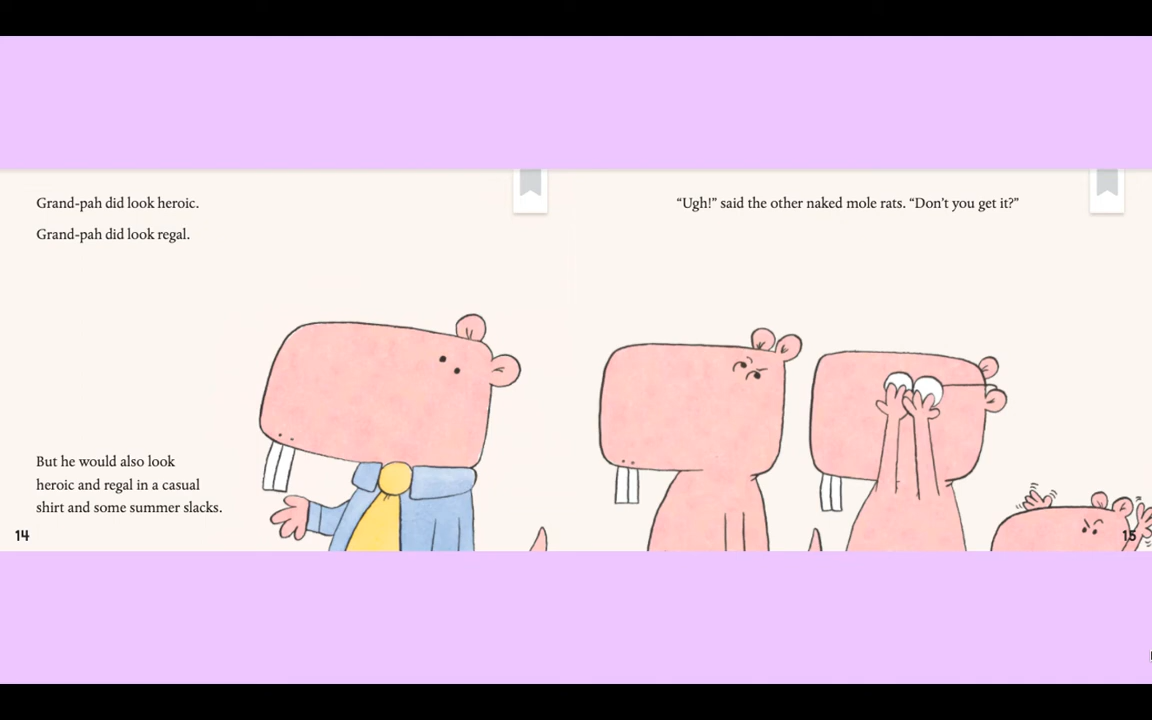 Grand-pah did look heroic.
Grand-pah did look regal.
But he would also look
heroic and regal in a casual
shirt and some summer slacks.
14
“Ugh!” said the other naked mole rats. “Don’t you get it?”
15